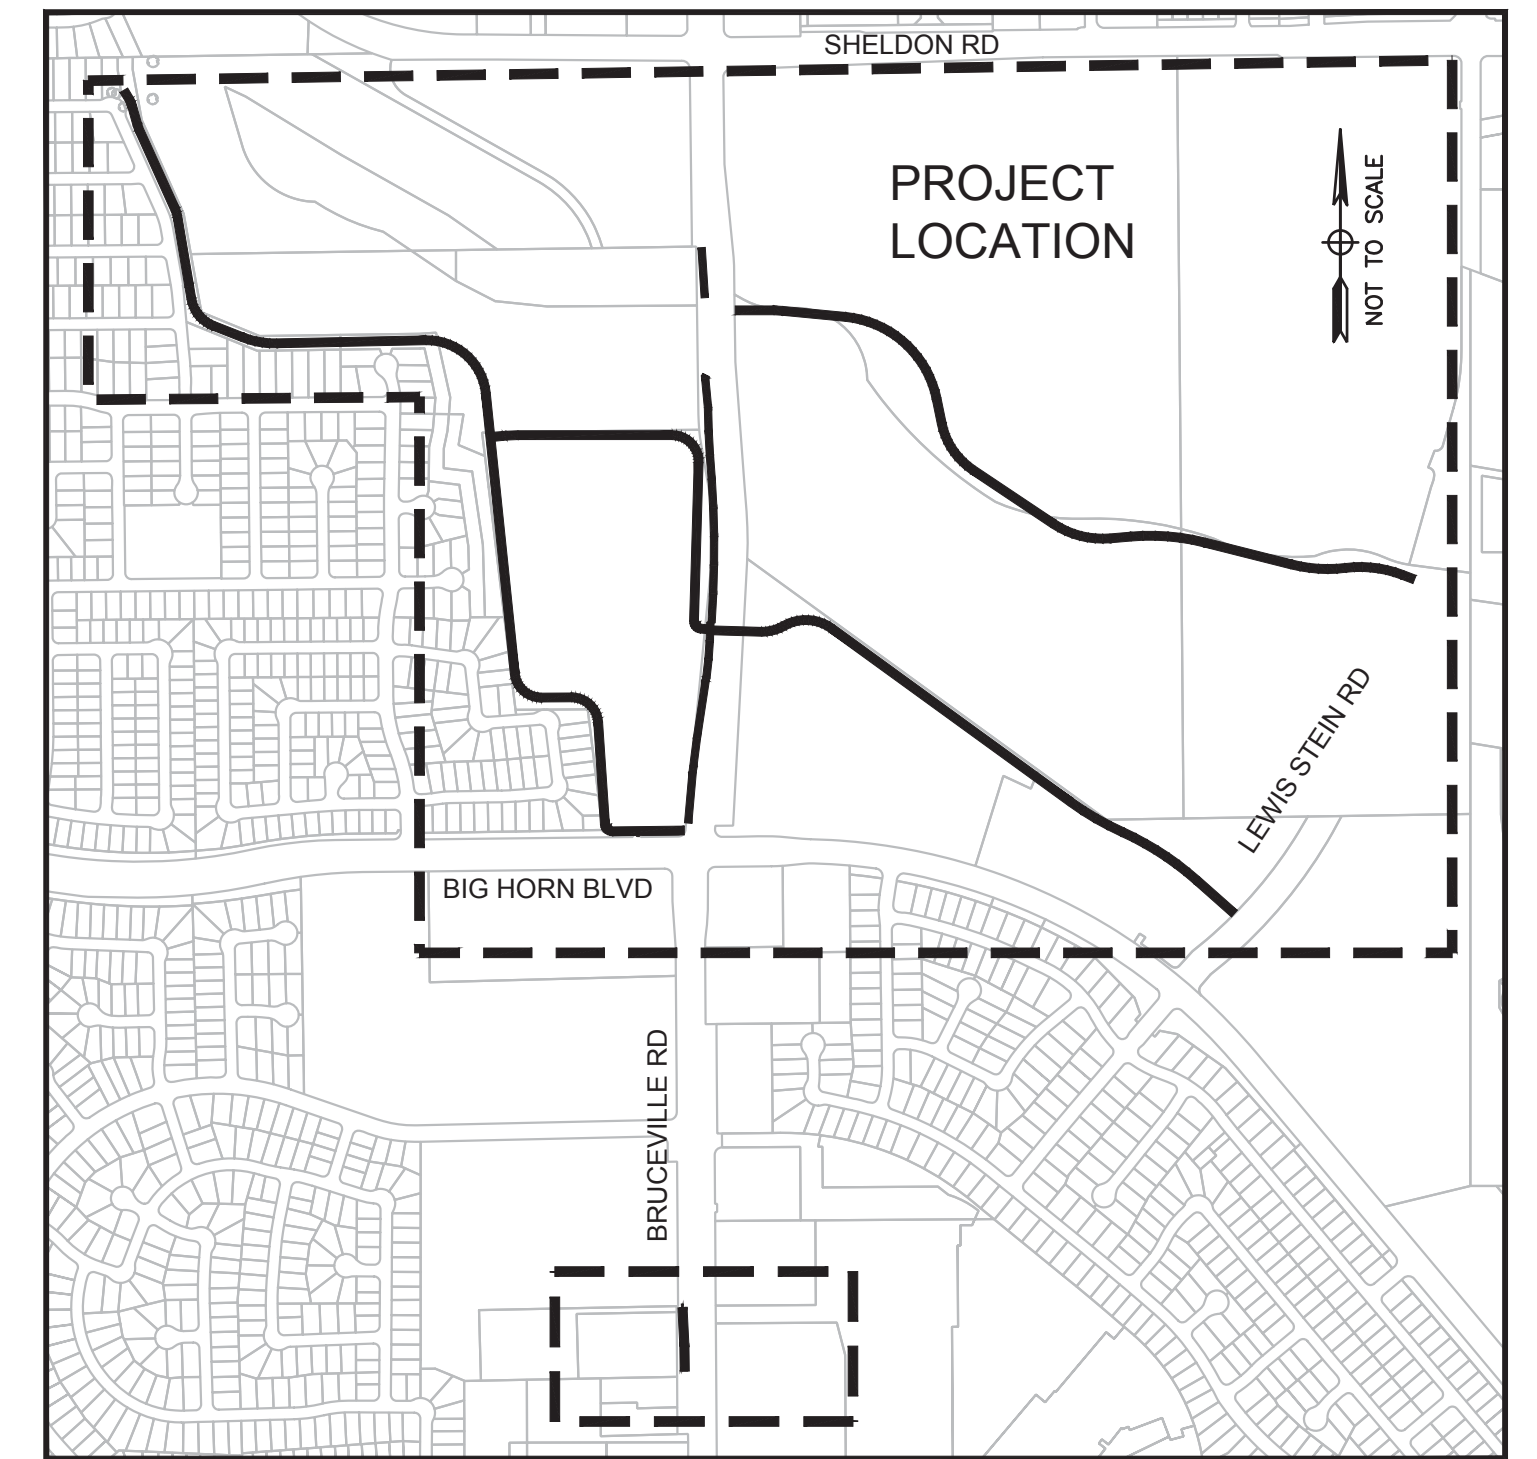 SHELDON RD
PROJECT
LOCATION
NOT TO SCALE
LEWIS STEIN RD
BIG HORN BLVD
BRUCEVILLE RD